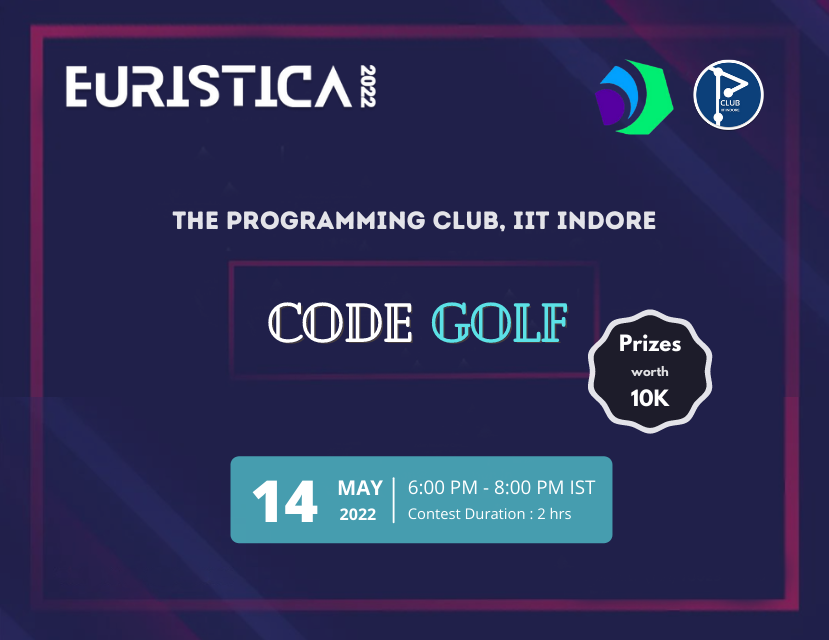 EURISTICA 2022
CLUB
THE PROGRAMMING CLUB, IIT INDORE
CODE GOLF
Prizes
worth
10K
14 MAY 2022
6:00 PM - 8:00 PM IST
Contest Duration : 2 hrs